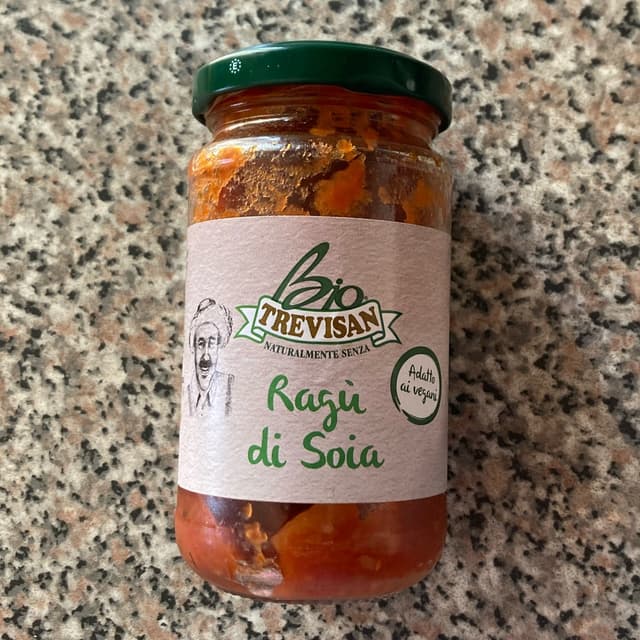 Bio
TREVISAN
NATURALMENTE SENZA
Adatto
ai vegani
Ragù
di Soia